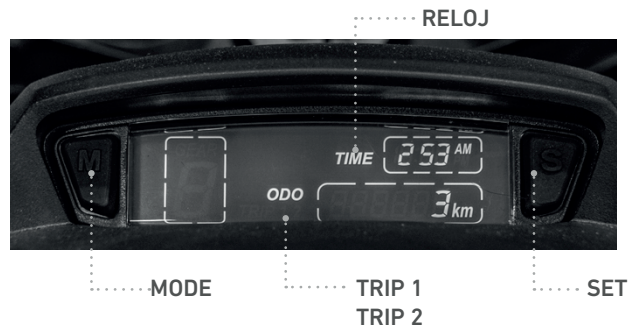 RELOJ
M
TIME 2 53 AM
S
ODO 3 km
MODE
TRIP 1
SET
TRIP 2